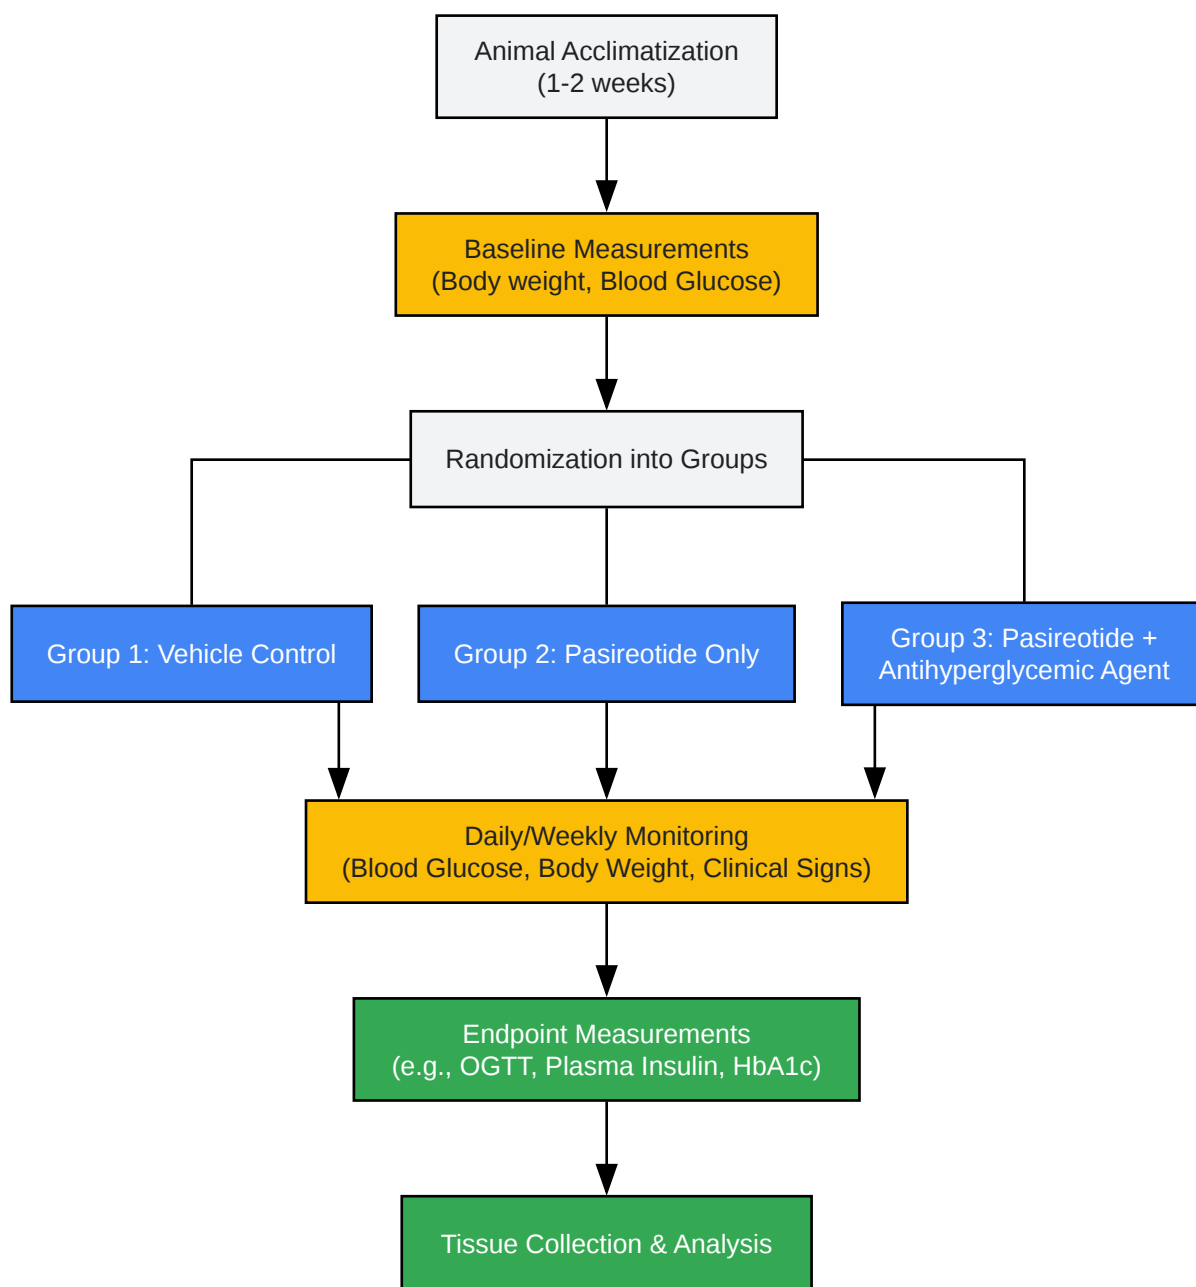 Animal Acclimatization
(1-2 weeks)
Baseline Measurements
(Body weight, Blood Glucose)
Randomization into Groups
Group 1: Vehicle Control
Group 2: Pasireotide Only
Group 3: Pasireotide +
Antihyperglycemic Agent
Daily/Weekly Monitoring
(Blood Glucose, Body Weight, Clinical Signs)
Endpoint Measurements
(e.g., OGTT, Plasma Insulin, HbA1c)
Tissue Collection & Analysis